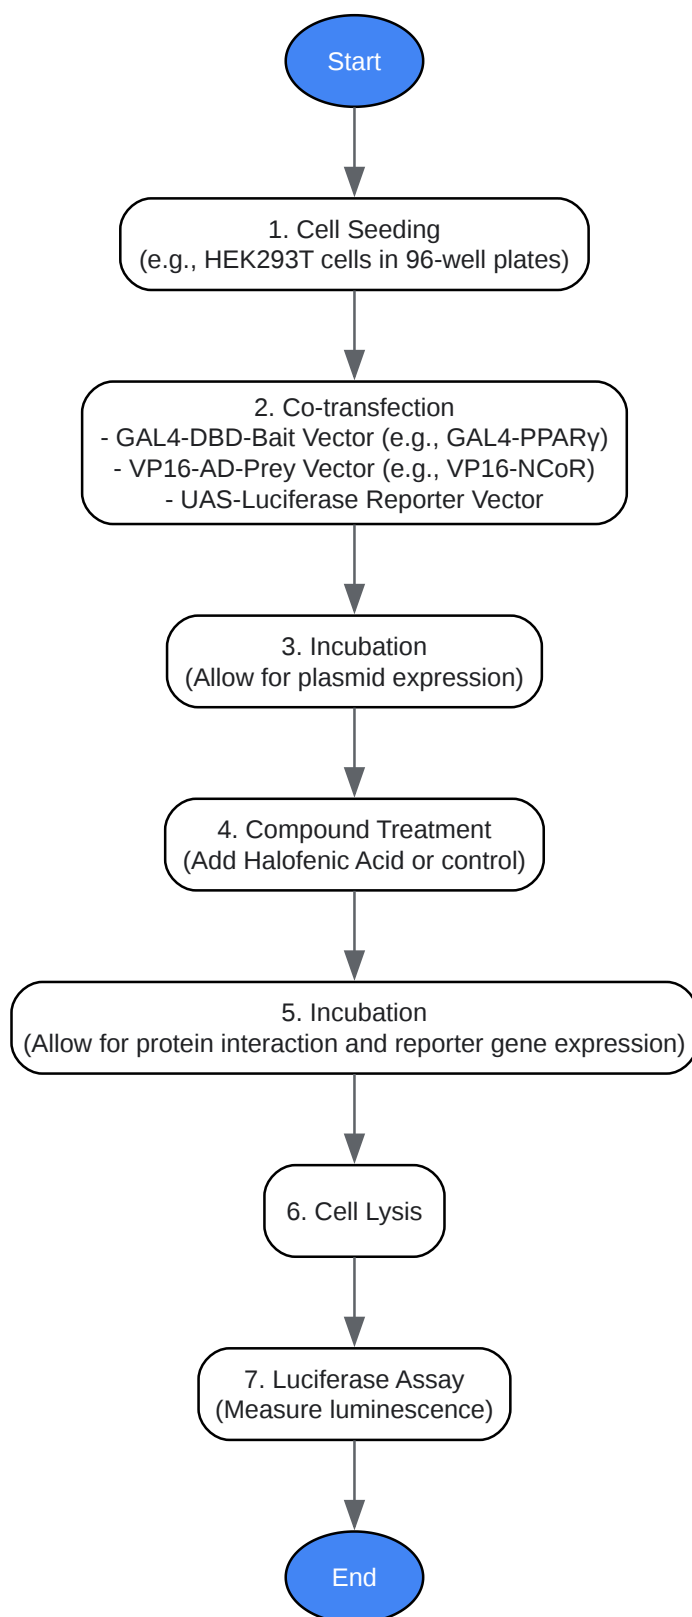 Start
1. Cell Seeding
(e.g., HEK293T cells in 96-well plates)
2. Co-transfection
- GAL4-DBD-Bait Vector (e.g., GAL4-PPARγ)
- VP16-AD-Prey Vector (e.g., VP16-NCoR)
- UAS-Luciferase Reporter Vector
3. Incubation
(Allow for plasmid expression)
4. Compound Treatment
(Add Halofenic Acid or control)
5. Incubation
(Allow for protein interaction and reporter gene expression)
6. Cell Lysis
7. Luciferase Assay
(Measure luminescence)
End